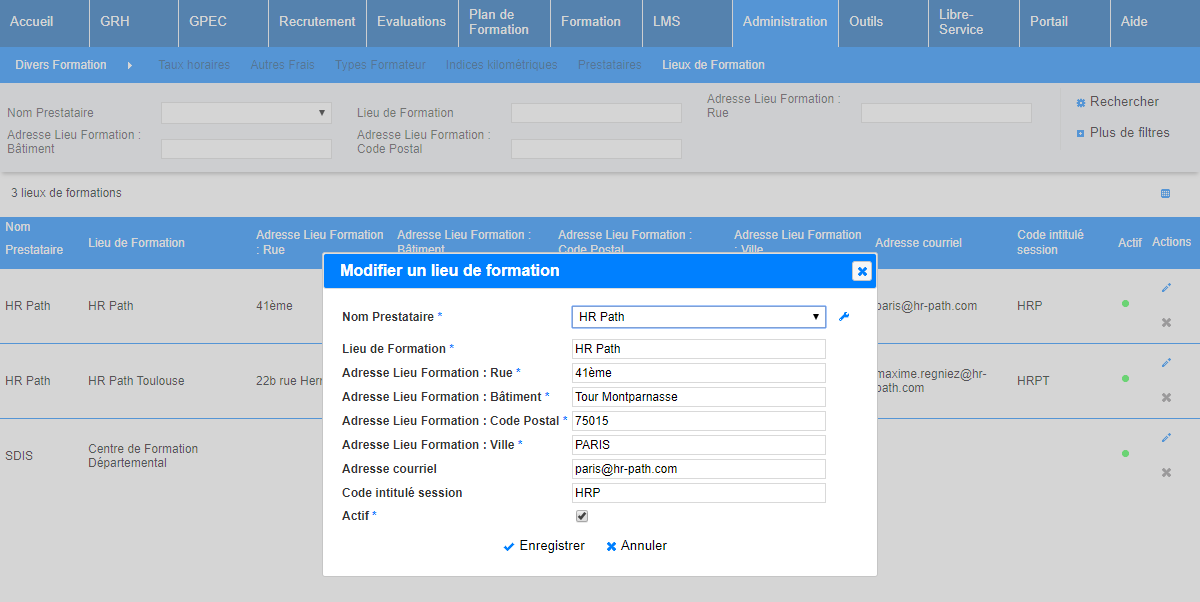 Accueil GRH GPEC Recrutement Evaluations Plan de Formation Formation LMS Administration Outils Libre-Service Portail Aide
Divers Formation Taux horaires Autres Frais Types Formateur Indices kilométriques Prestataires Lieux de Formation
Nom Prestataire
Lieu de Formation
Adresse Lieu Formation :
Rue
Rechercher
Adresse Lieu Formation :
Bâtiment
Adresse Lieu Formation :
Code Postal
Plus de filtres
3 lieux de formations
Nom
Prestataire
Lieu de Formation
Adresse Lieu Formation
: Rue
Adresse Lieu Formation :
Bâtiment
Adresse Lieu Formation :
Code Postal
Adresse Lieu Formation
: Ville
Adresse courriel
Code intitulé
session
Actif
Actions
HR Path HR Path 41ème paris@hr-path.com HRP
HR Path HR Path Toulouse 22b rue maxime.regniez@hr-
path.com HRPT
SDIS Centre de Formation
Départemental
Modifier un lieu de formation
Nom Prestataire * HR Path
Lieu de Formation * HR Path
Adresse Lieu Formation : Rue * 41ème
Adresse Lieu Formation : Bâtiment * Tour Montparnasse
Adresse Lieu Formation : Code Postal * 75015
Adresse Lieu Formation : Ville * PARIS
Adresse courriel paris@hr-path.com
Code intitulé session HRP
Actif *
Enregistrer Annuler